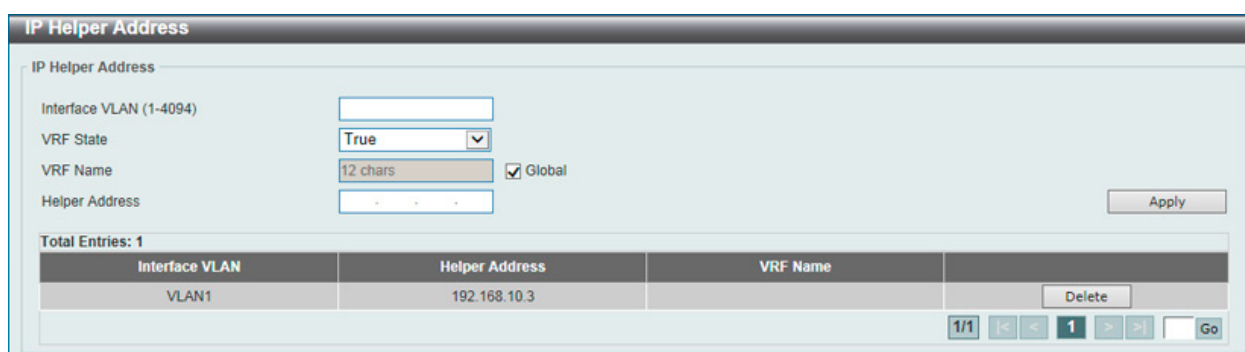 IP Helper Address
IP Helper Address
Interface VLAN (1-4094)
VRF State True
VRF Name 12 chars Global
Helper Address . . . Apply
Total Entries: 1
Interface VLAN Helper Address VRF Name
VLAN1 192.168.10.3 Delete
1/1 |< < 1 > >| Go